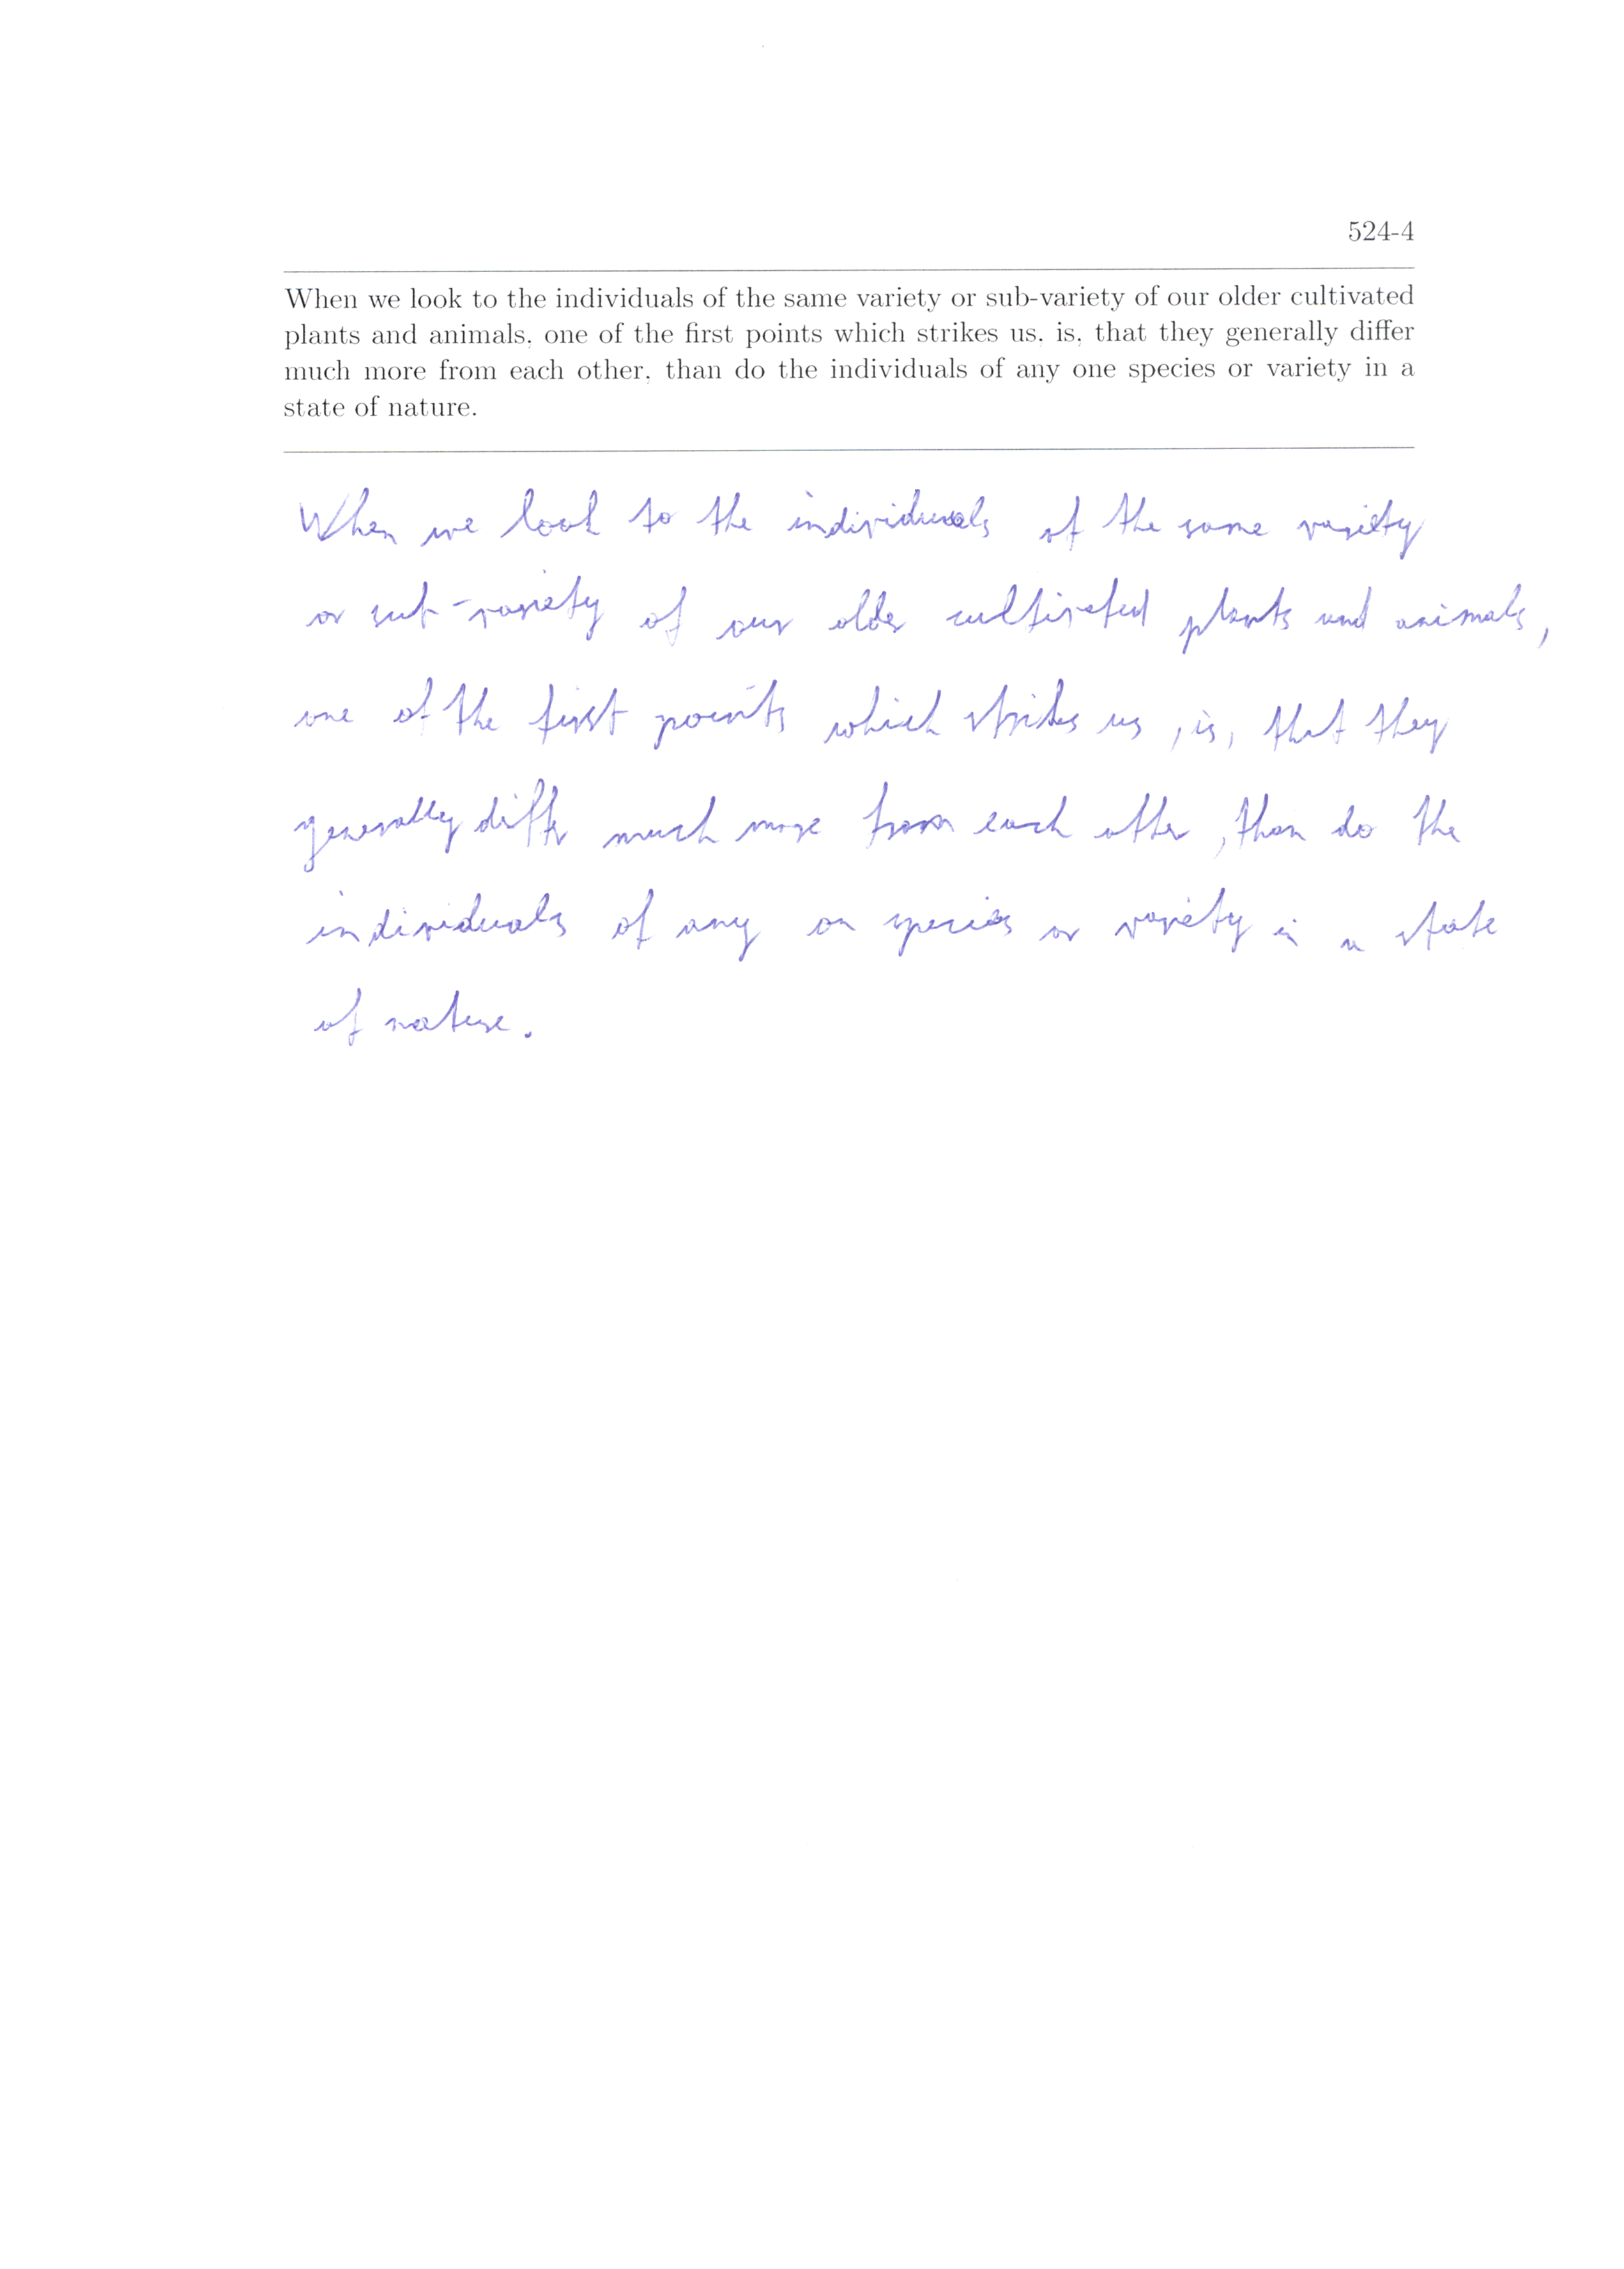 524-4
When we look to the individuals of the same variety or sub-variety of our older cultivated
plants and animals, one of the first points which strikes us, is, that they generally differ
much more from each other, than do the individuals of any one species or variety in a
state of nature.
When we look to the individuals of the same variety
or sub-variety of our older cultivated plants and animals,
one of the first points which strikes us, is, that they
generally differ much more from each other, than do the
individuals of any on species or variety in a state
of nature.